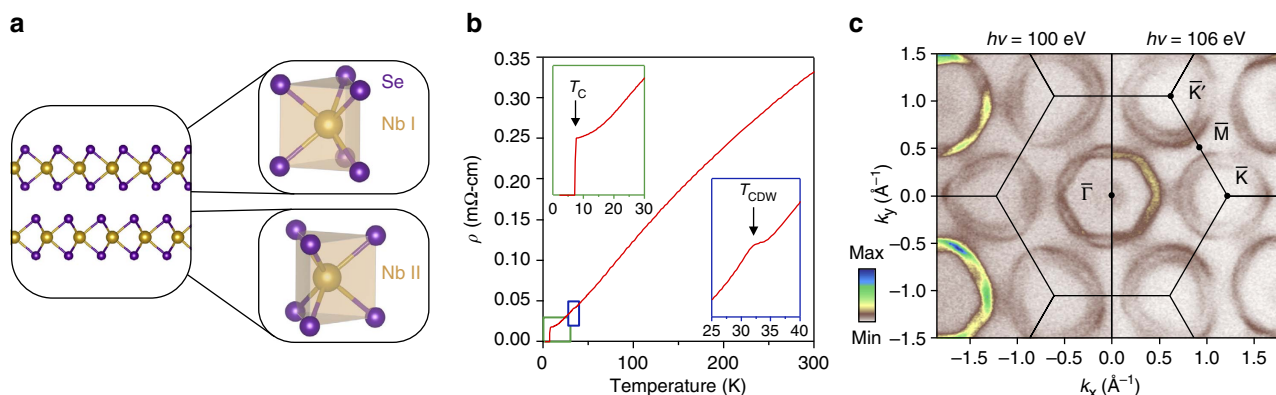 a
Se
Nb I
Nb II
b
ρ (mΩ-cm)
0.35
0.30
0.25
0.20
0.15
0.10
0.05
0.00
0 100 200 300
Temperature (K)
T_C
0 10 20 30
T_CDW
25 30 35 40
c
hν = 100 eV hν = 106 eV
k_y (Å⁻¹)
1.5
1.0
0.5
0.0
−0.5
−1.0
−1.5
K̅′
M̅
Γ̅
K̅
Max
Min
−1.5 −1.0 −0.5 0.0 0.5 1.0 1.5
k_x (Å⁻¹)